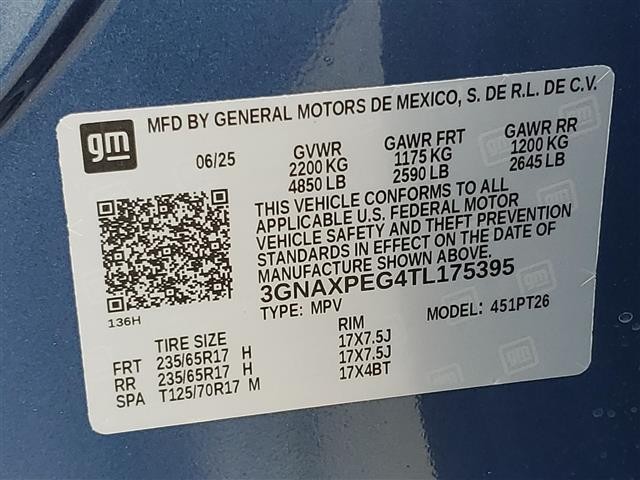 gm
MFD BY GENERAL MOTORS DE MEXICO, S. DE R.L. DE C.V.
06/25 GVWR GAWR FRT GAWR RR
2200 KG 1175 KG 1200 KG
4850 LB 2590 LB 2645 LB
THIS VEHICLE CONFORMS TO ALL
APPLICABLE U.S. FEDERAL MOTOR
VEHICLE SAFETY AND THEFT PREVENTION
STANDARDS IN EFFECT ON THE DATE OF
MANUFACTURE SHOWN ABOVE.
3GNAXPEG4TL175395
TYPE: MPV MODEL: 451PT26
136H
TIRE SIZE RIM
FRT 235/65R17 H 17X7.5J
RR 235/65R17 H 17X7.5J
SPA T125/70R17 M 17X4BT